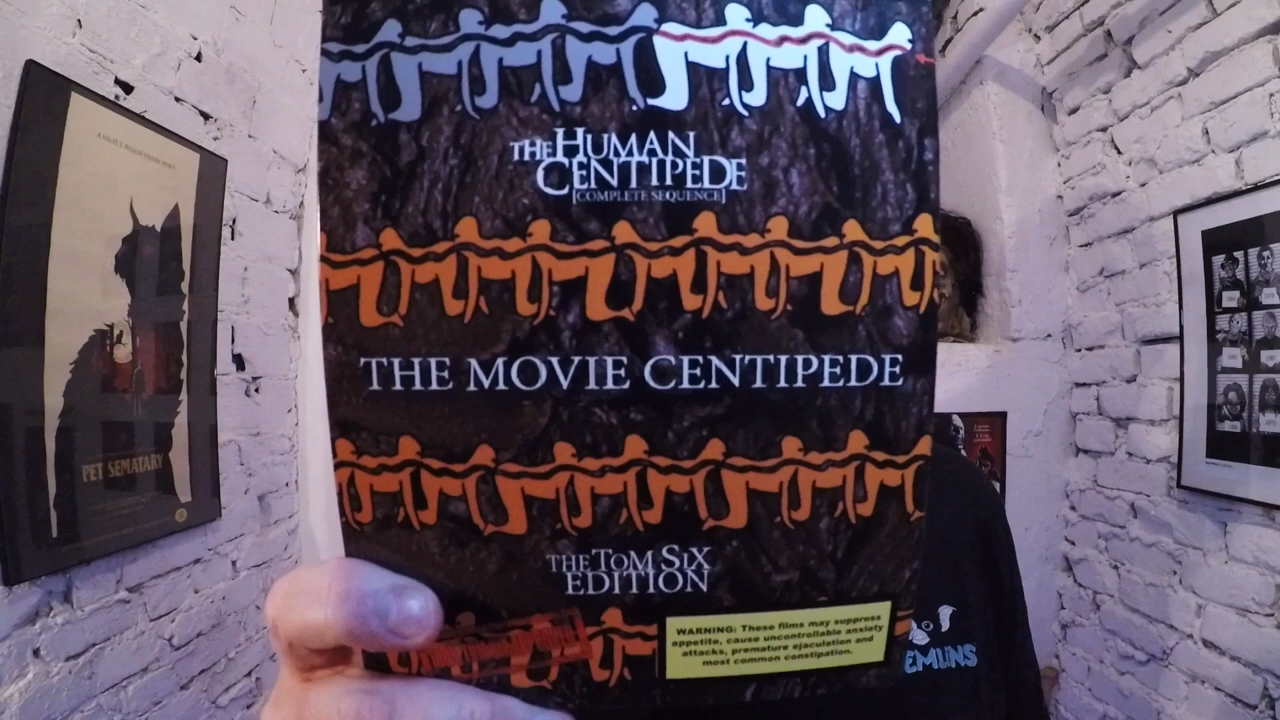 THE HUMAN
CENTIPEDE
[COMPLETE SEQUENCE]
THE MOVIE CENTIPEDE
THE TOM SIX
EDITION
WARNING: These films may suppress
appetite, cause uncontrollable anxiety
attacks, premature ejaculation and
most common constipation.
PET SEMATARY
EMLINS